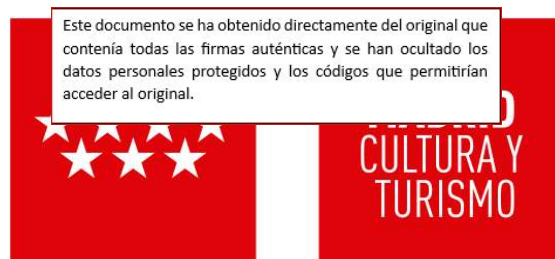 Este documento se ha obtenido directamente del original que
contenía todas las firmas auténticas y se han ocultado los
datos personales protegidos y los códigos que permitirían
acceder al original.
MADRID
CULTURA Y
TURISMO